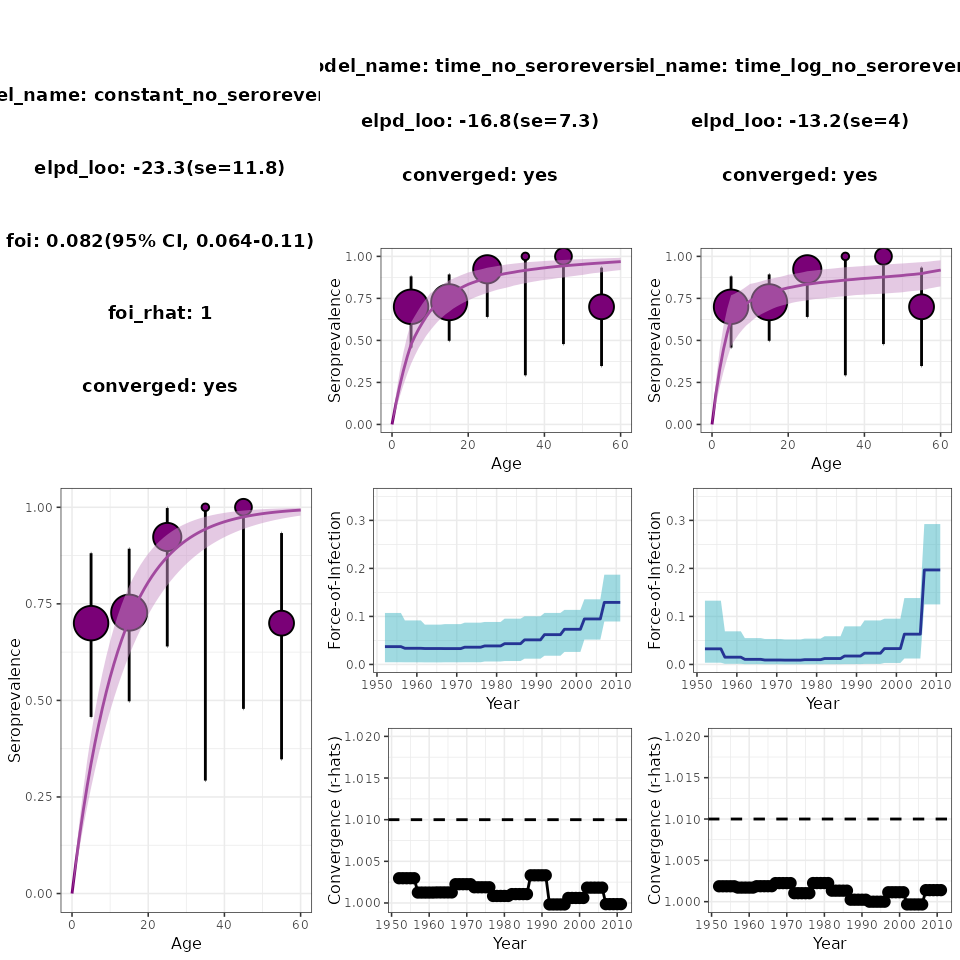 el_name: constant_no_serorever
elpd_loo: -23.3(se=11.8)
foi: 0.082(95% CI, 0.064-0.11)
foi_rhat: 1
converged: yes
Seroprevalence
1.00
0.75
0.50
0.25
0.00
0 20 40 60
Age
odel_name: time_no_seroreversi
elpd_loo: -16.8(se=7.3)
converged: yes
Seroprevalence
1.00
0.75
0.50
0.25
0.00
0 20 40 60
Age
Force-of-Infection
0.3
0.2
0.1
0.0
1950 1960 1970 1980 1990 2000 2010
Year
Convergence (r-hats)
1.020
1.015
1.010
1.005
1.000
1950 1960 1970 1980 1990 2000 2010
Year
el_name: time_log_no_serorever
elpd_loo: -13.2(se=4)
converged: yes
Seroprevalence
1.00
0.75
0.50
0.25
0.00
0 20 40 60
Age
Force-of-Infection
0.3
0.2
0.1
0.0
1950 1960 1970 1980 1990 2000 2010
Year
Convergence (r-hats)
1.020
1.015
1.010
1.005
1.000
1950 1960 1970 1980 1990 2000 2010
Year